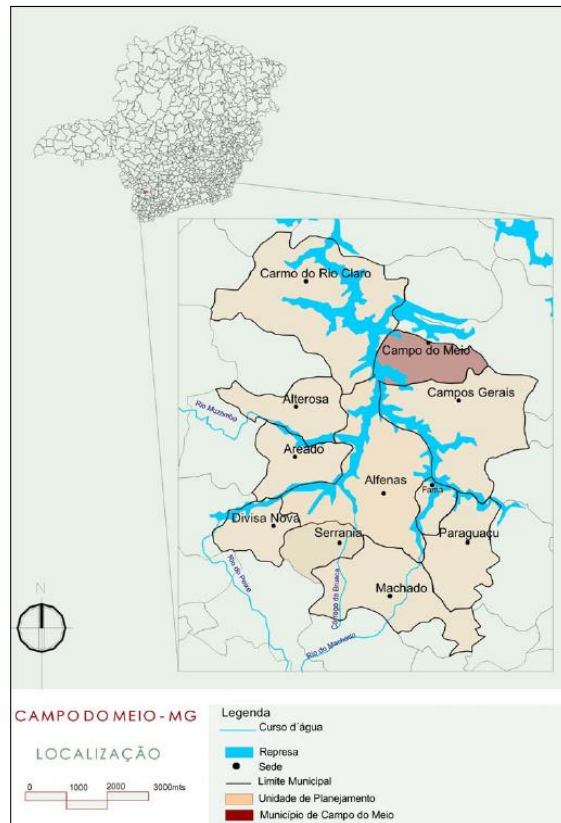 Carmo do Rio Claro
Campo do Meio
Campos Gerais
Alterosa
Rio Muzambo
Areado
Alfenas
Fama
Divisa Nova
Serrania
Paraguaçu
Rio do Peixe
Machado
Córrego da Brusca
Rio do Machado
N
CAMPO DO MEIO - MG
LOCALIZAÇÃO
0 1000 2000 3000mts
Legenda
Curso d´água
Represa
Sede
Limite Municipal
Unidade de Planejamento
Município de Campo do Meio